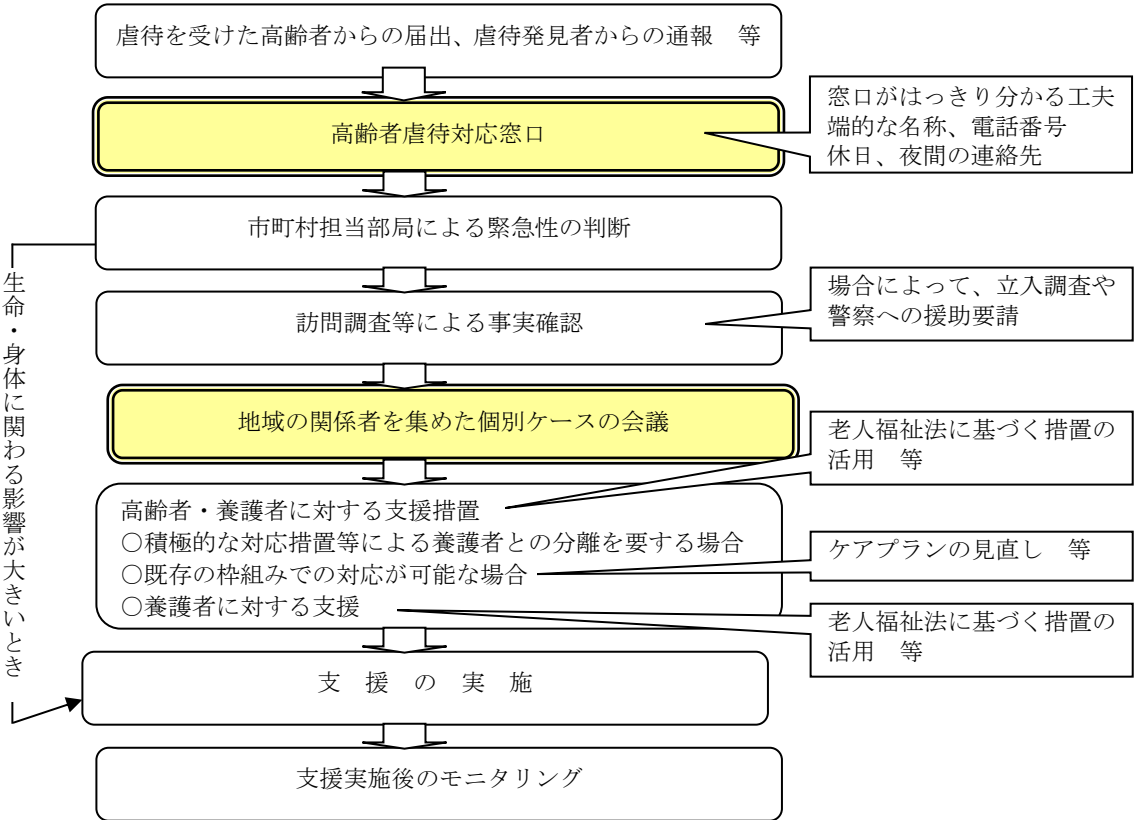 虐待を受けた高齢者からの届出、虐待発見者からの通報　等
高齢者虐待対応窓口
窓口がはっきり分かる工夫
端的な名称、電話番号
休日、夜間の連絡先
市町村担当部局による緊急性の判断
生命・身体に関わる影響が大きいとき
訪問調査等による事実確認
場合によって、立入調査や
警察への援助要請
地域の関係者を集めた個別ケースの会議
老人福祉法に基づく措置の
活用　等
高齢者・養護者に対する支援措置
○積極的な対応措置等による養護者との分離を要する場合
○既存の枠組みでの対応が可能な場合
○養護者に対する支援
ケアプランの見直し　等
老人福祉法に基づく措置の
活用　等
支　援　の　実　施
支援実施後のモニタリング